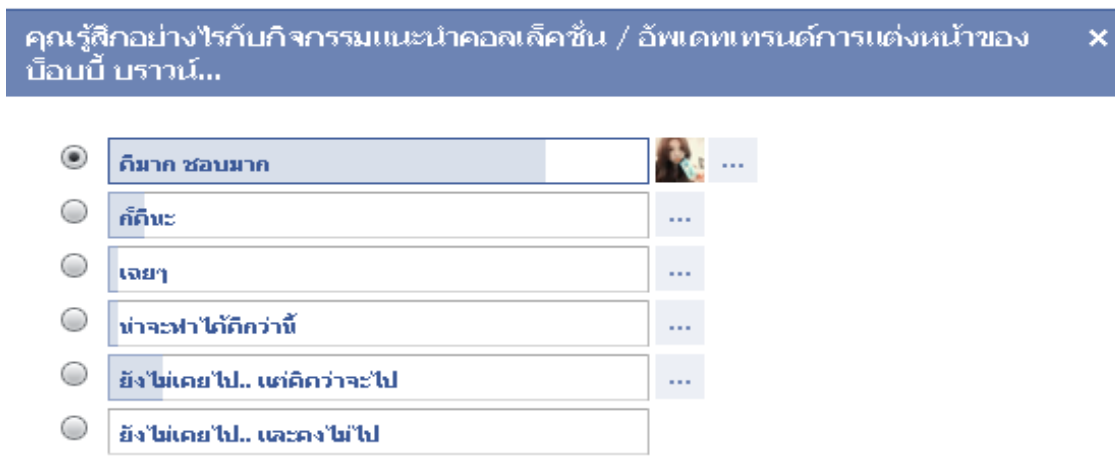 คุณรู้สึกอย่างไรกับกิจกรรมแนะนำคอลเล็คชั่น / อัพเดทเทรนด์การแต่งหน้าของ
บ็อบบี้ บราวน์...
ดีมาก ชอบมาก
ก็ดีนะ
เฉยๆ
น่าจะทำได้ดีกว่านี้
ยังไม่เคยไป.. แต่คิดว่าจะไป
ยังไม่เคยไป.. และคงไม่ไป